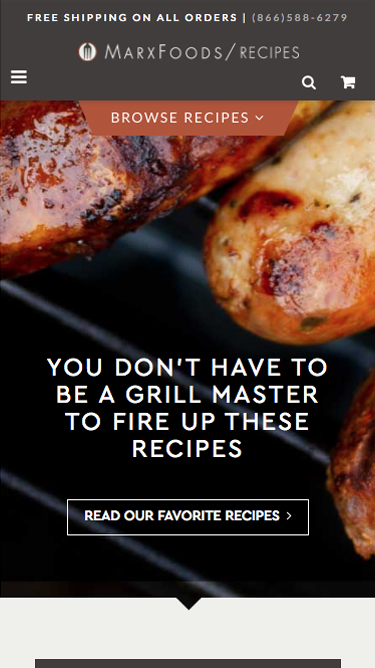 FREE SHIPPING ON ALL ORDERS | (866)588-6279
MARXFOODS/RECIPES
BROWSE RECIPES
YOU DON'T HAVE TO
BE A GRILL MASTER
TO FIRE UP THESE
RECIPES
READ OUR FAVORITE RECIPES >